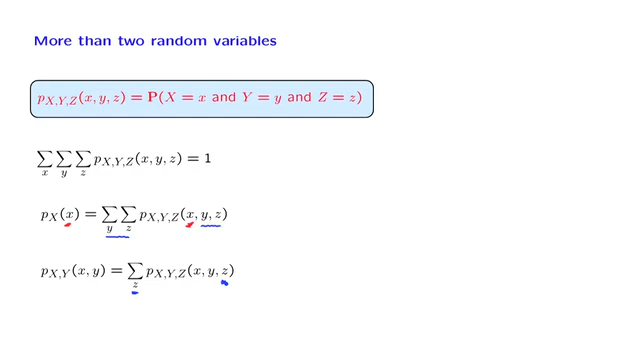 More than two random variables
p_{X,Y,Z}(x, y, z) = P(X = x and Y = y and Z = z)
∑_x ∑_y ∑_z p_{X,Y,Z}(x, y, z) = 1
p_X(x) = ∑_y ∑_z p_{X,Y,Z}(x, y, z)
p_{X,Y}(x, y) = ∑_z p_{X,Y,Z}(x, y, z)